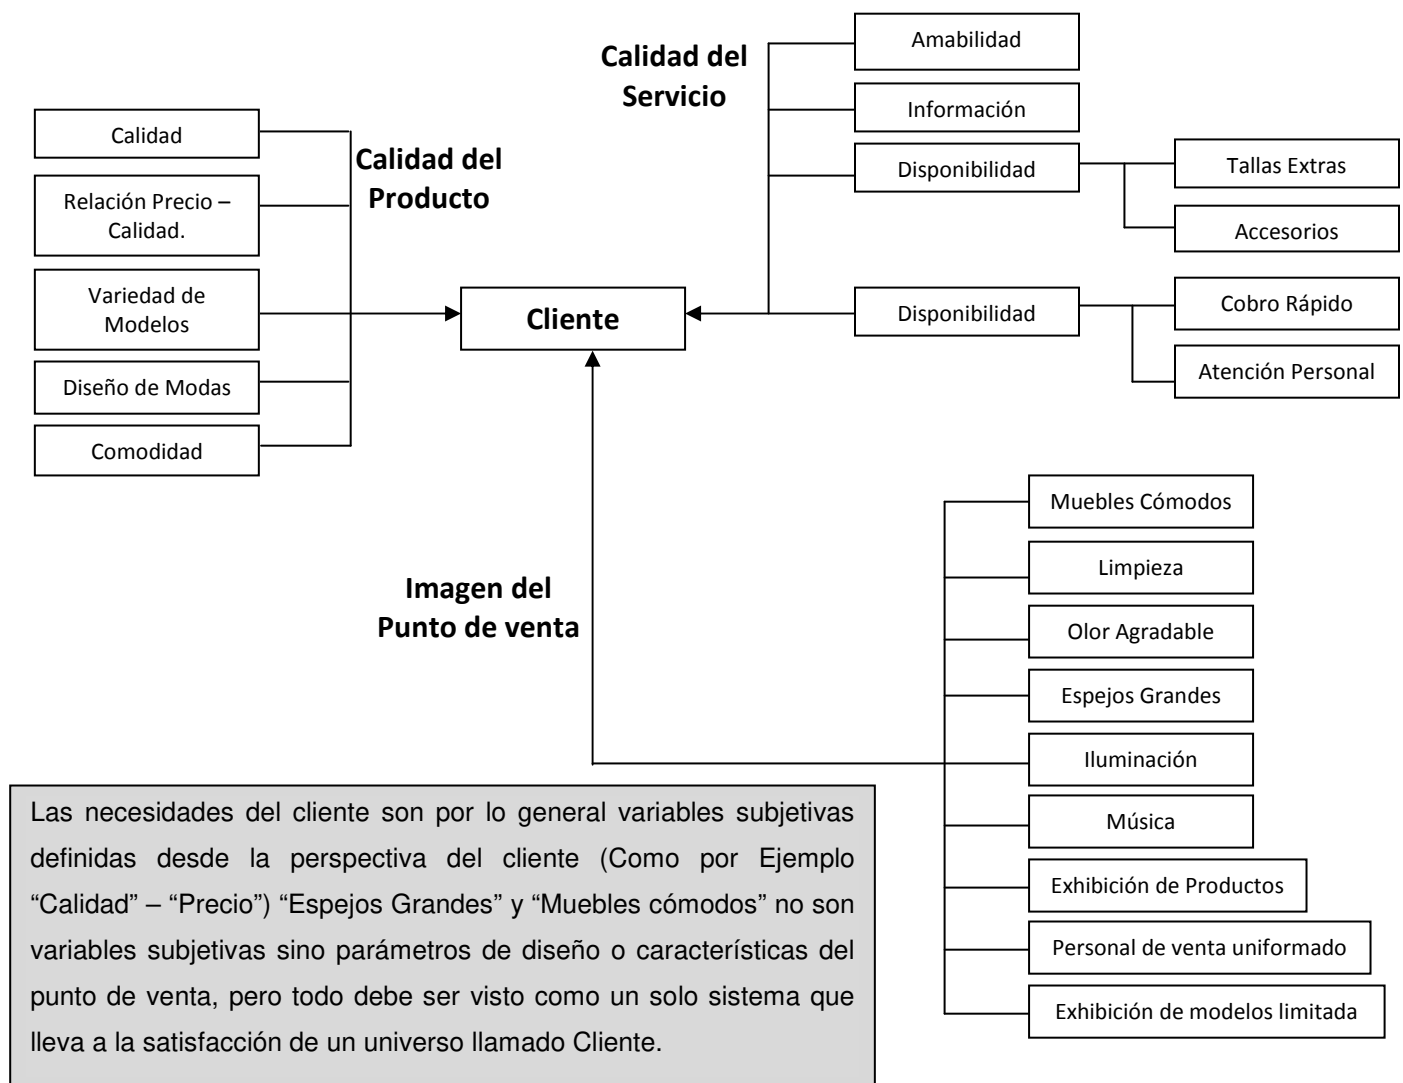 Calidad del
Servicio
Amabilidad
Información
Disponibilidad
Tallas Extras
Accesorios
Disponibilidad
Cobro Rápido
Atención Personal
Calidad
Relación Precio –
Calidad.
Variedad de
Modelos
Diseño de Modas
Comodidad
Calidad del
Producto
Cliente
Imagen del
Punto de venta
Muebles Cómodos
Limpieza
Olor Agradable
Espejos Grandes
Iluminación
Música
Exhibición de Productos
Personal de venta uniformado
Exhibición de modelos limitada
Las necesidades del cliente son por lo general variables subjetivas
definidas desde la perspectiva del cliente (Como por Ejemplo
“Calidad” – “Precio”) “Espejos Grandes” y “Muebles cómodos” no son
variables subjetivas sino parámetros de diseño o características del
punto de venta, pero todo debe ser visto como un solo sistema que
lleva a la satisfacción de un universo llamado Cliente.